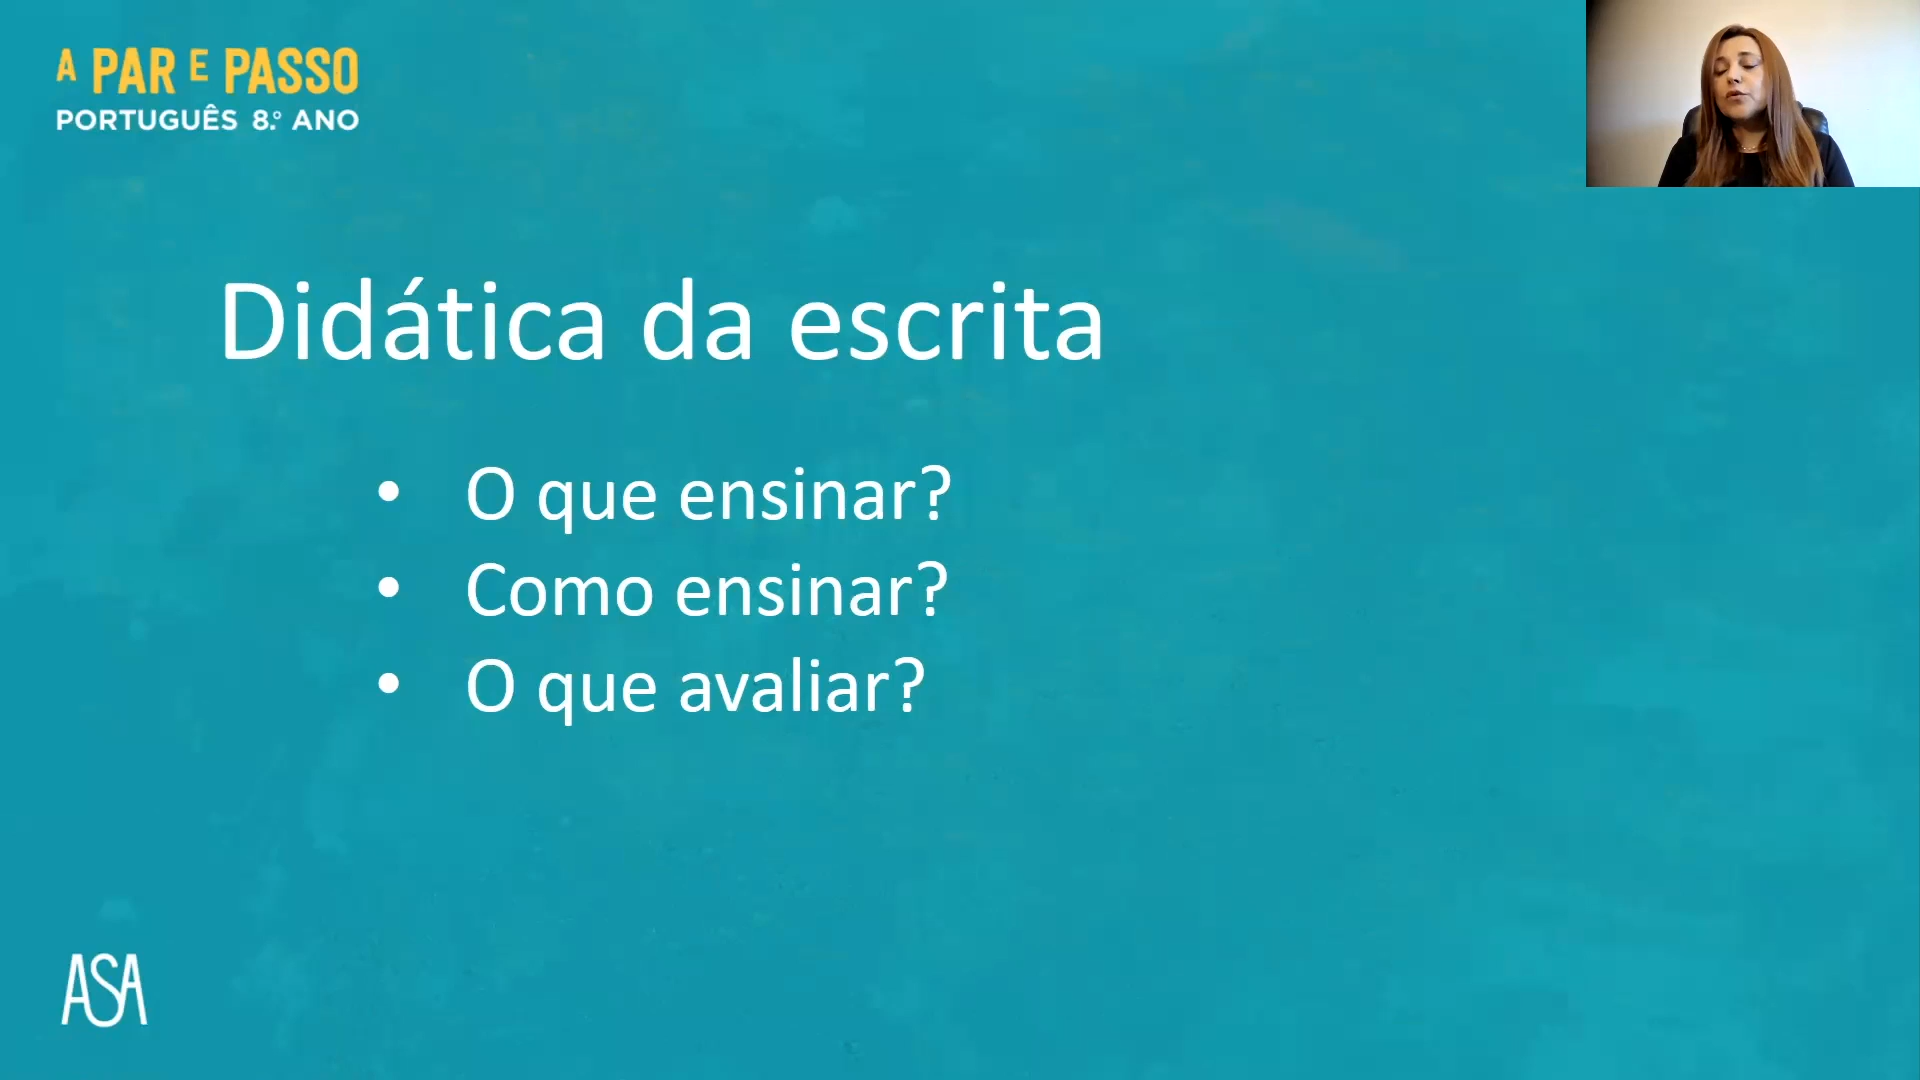 A PAR E PASSO
PORTUGUÊS 8.º ANO
Didática da escrita
• O que ensinar?
• Como ensinar?
• O que avaliar?
ASA